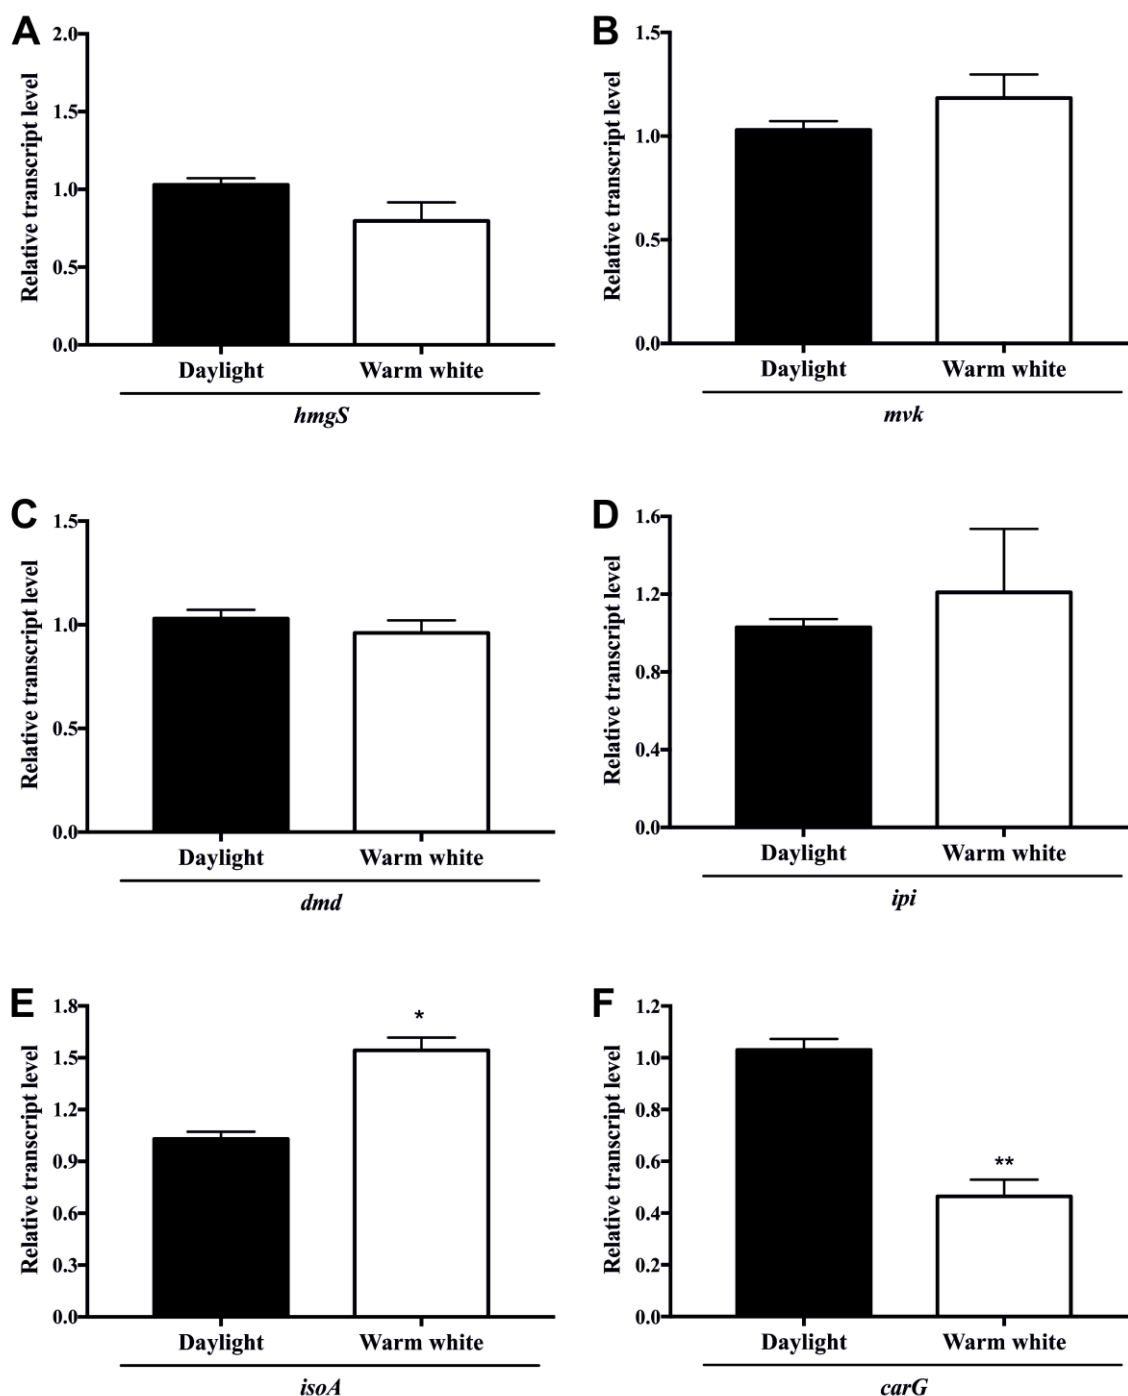 A
Relative transcript level
2.0
1.5
1.0
0.5
0.0
Daylight Warm white
hmgS
B
Relative transcript level
1.5
1.0
0.5
0.0
Daylight Warm white
mvk
C
Relative transcript level
1.5
1.0
0.5
0.0
Daylight Warm white
dmd
D
Relative transcript level
1.6
1.2
0.8
0.4
0.0
Daylight Warm white
ipi
E
Relative transcript level
1.8
1.5
1.2
0.9
0.6
0.3
0.0
*
Daylight Warm white
isoA
F
Relative transcript level
1.2
1.0
0.8
0.6
0.4
0.2
0.0
**
Daylight Warm white
carG